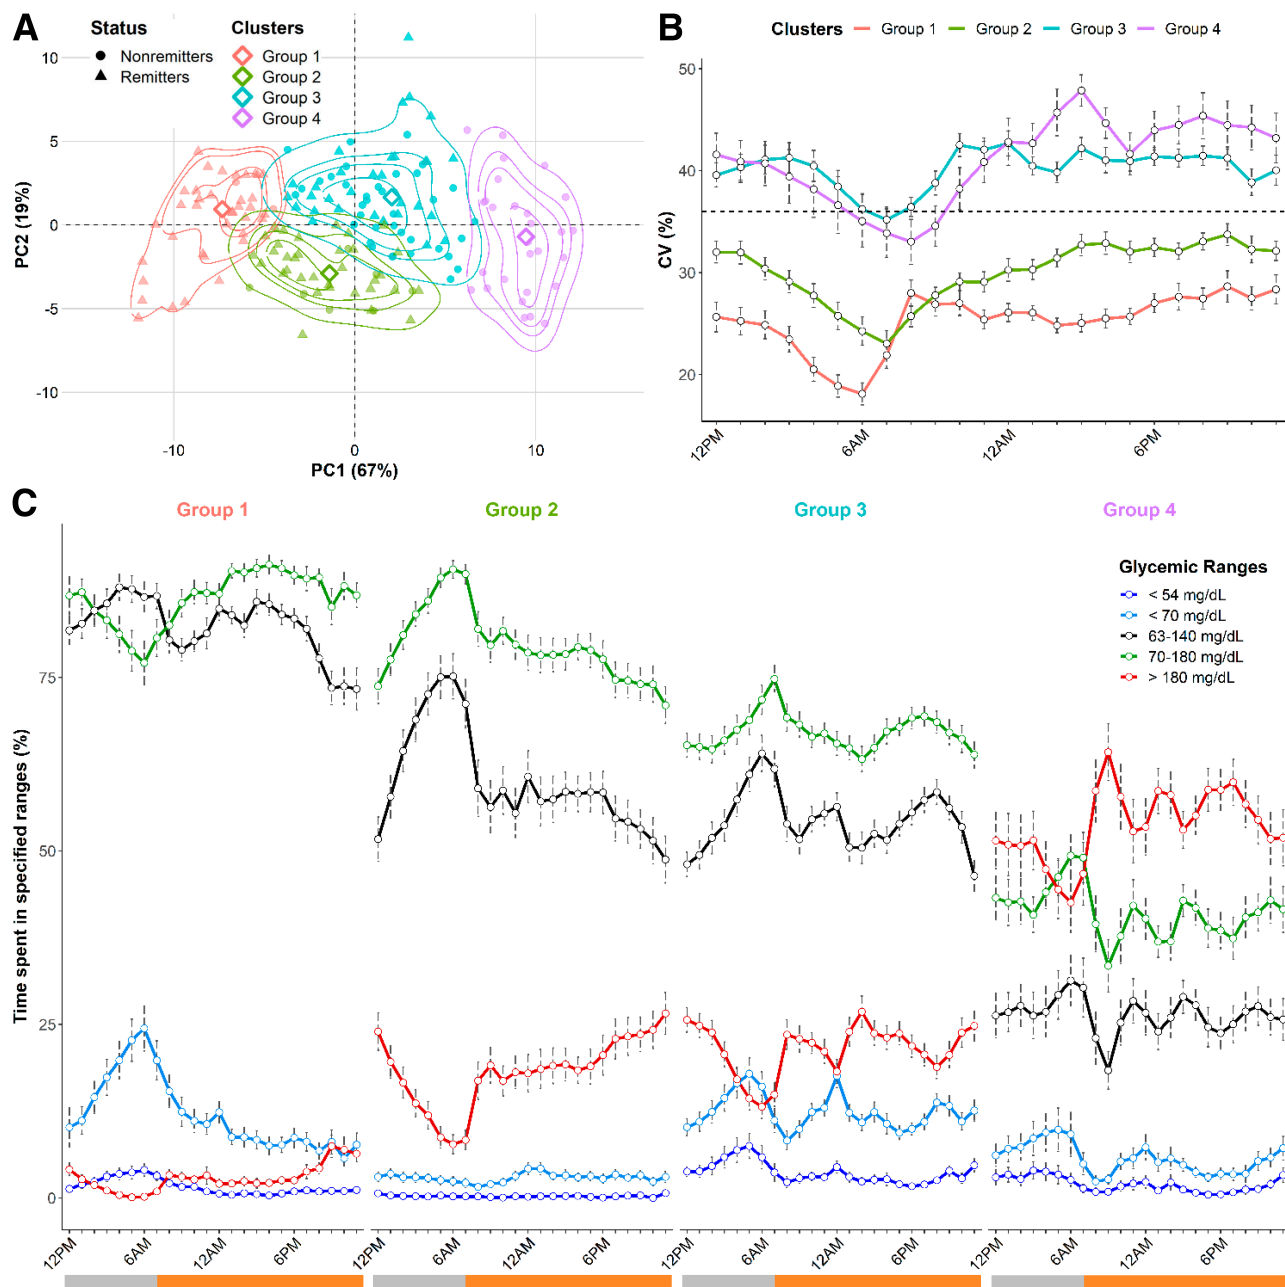 A
Status
Nonremitters
Remitters
Clusters
Group 1
Group 2
Group 3
Group 4
PC2 (19%)
10
5
0
-5
-10
-10
0
10
PC1 (67%)
B
Clusters
Group 1
Group 2
Group 3
Group 4
CV (%)
50
40
30
20
12PM
6AM
12AM
6PM
C
Group 1
Group 2
Group 3
Group 4
Glycemic Ranges
< 54 mg/dL
< 70 mg/dL
63-140 mg/dL
70-180 mg/dL
> 180 mg/dL
Time spent in specified ranges (%)
75
50
25
0
12PM
6AM
12AM
6PM
12PM
6AM
12AM
6PM
12PM
6AM
12AM
6PM
12PM
6AM
12AM
6PM